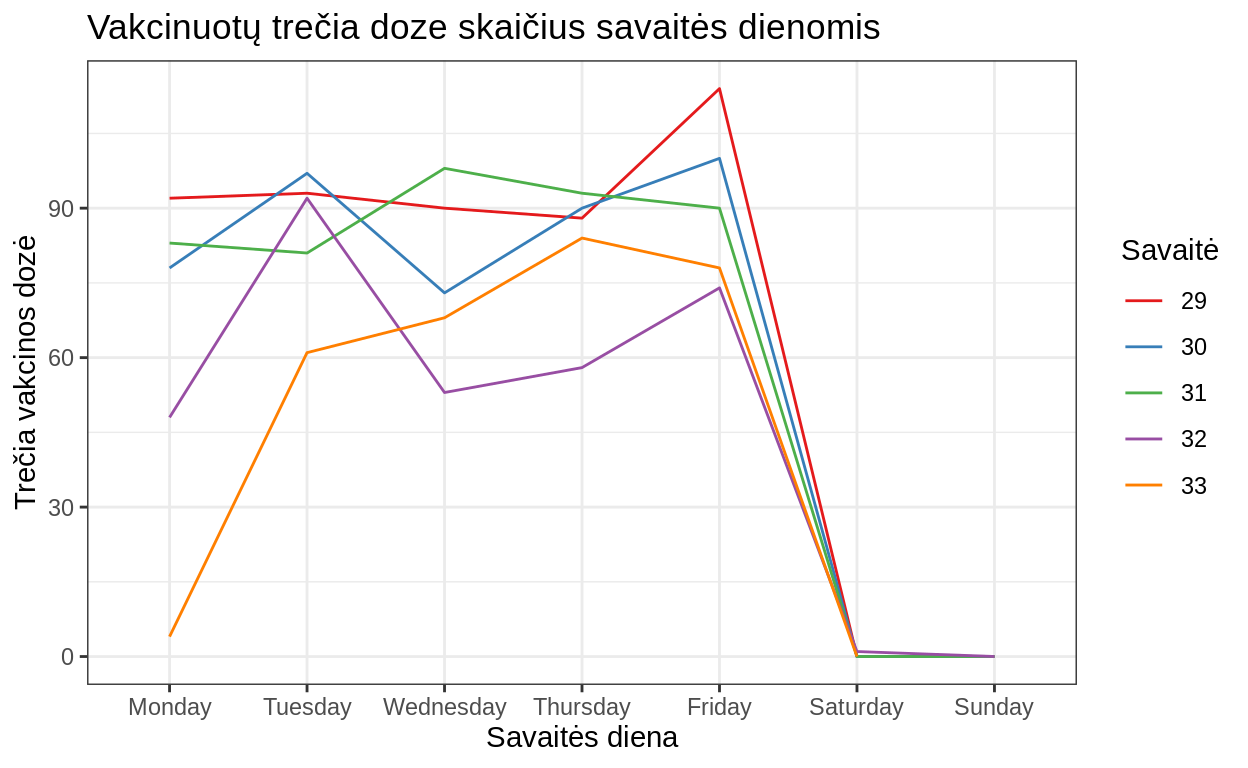 Vakcinuotų trečia doze skaičius savaitės dienomis
Trečia vakcinos dozė
90
60
30
0
Monday Tuesday Wednesday Thursday Friday Saturday Sunday
Savaitės diena
Savaitė
29
30
31
32
33